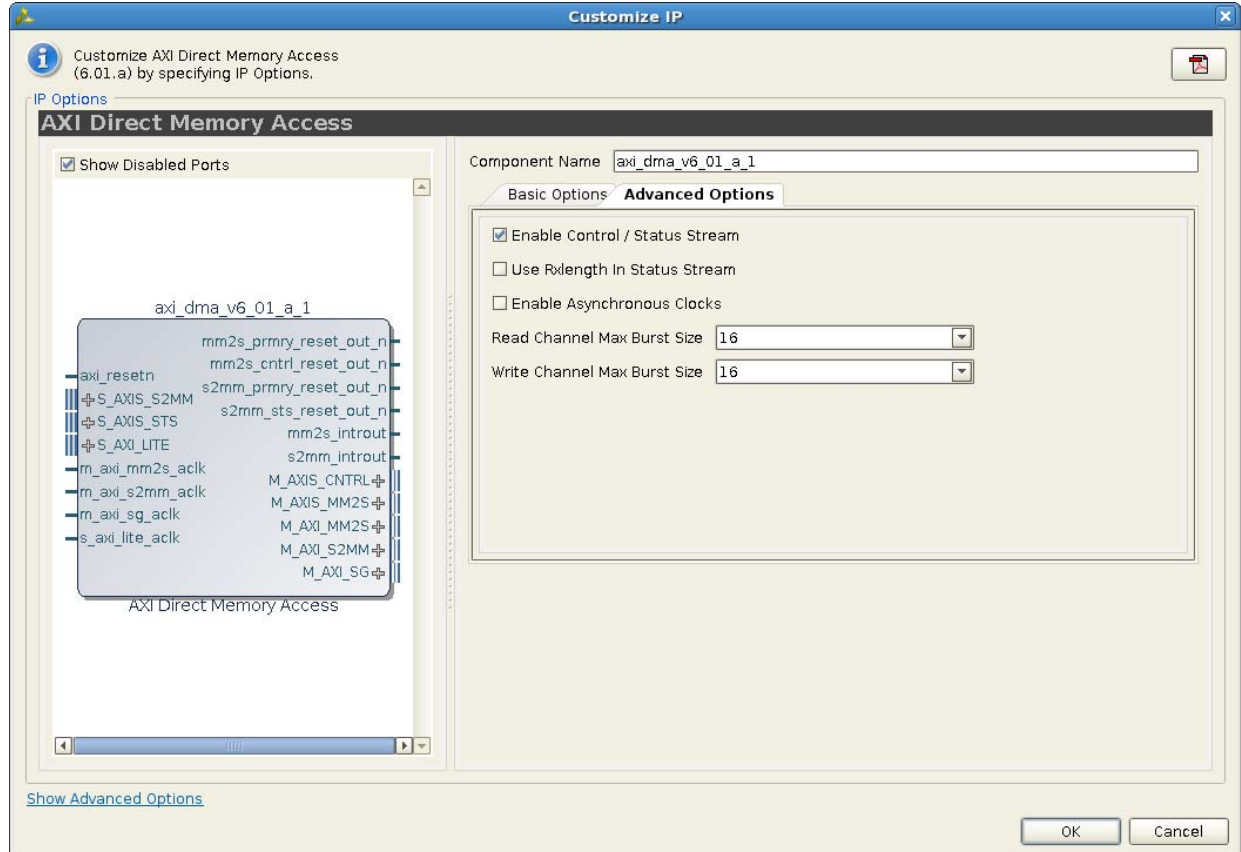 Customize IP
Customize AXI Direct Memory Access
(6.01.a) by specifying IP Options.
IP Options
AXI Direct Memory Access
Show Disabled Ports
axi_dma_v6_01_a_1
mm2s_prmry_reset_out_n
mm2s_cntrl_reset_out_n
axi_resetn
s2mm_prmry_reset_out_n
S_AXIS_S2MM
s2mm_sts_reset_out_n
S_AXIS_STS
mm2s_introut
S_AXI_LITE
s2mm_introut
m_axi_mm2s_aclk
M_AXIS_CNTRL
m_axi_s2mm_aclk
M_AXIS_MM2S
m_axi_sg_aclk
M_AXI_MM2S
s_axi_lite_aclk
M_AXI_S2MM
M_AXI_SG
AXI Direct Memory Access
Component Name axi_dma_v6_01_a_1
Basic Options Advanced Options
Enable Control / Status Stream
Use Rxlength In Status Stream
Enable Asynchronous Clocks
Read Channel Max Burst Size 16
Write Channel Max Burst Size 16
Show Advanced Options
OK Cancel